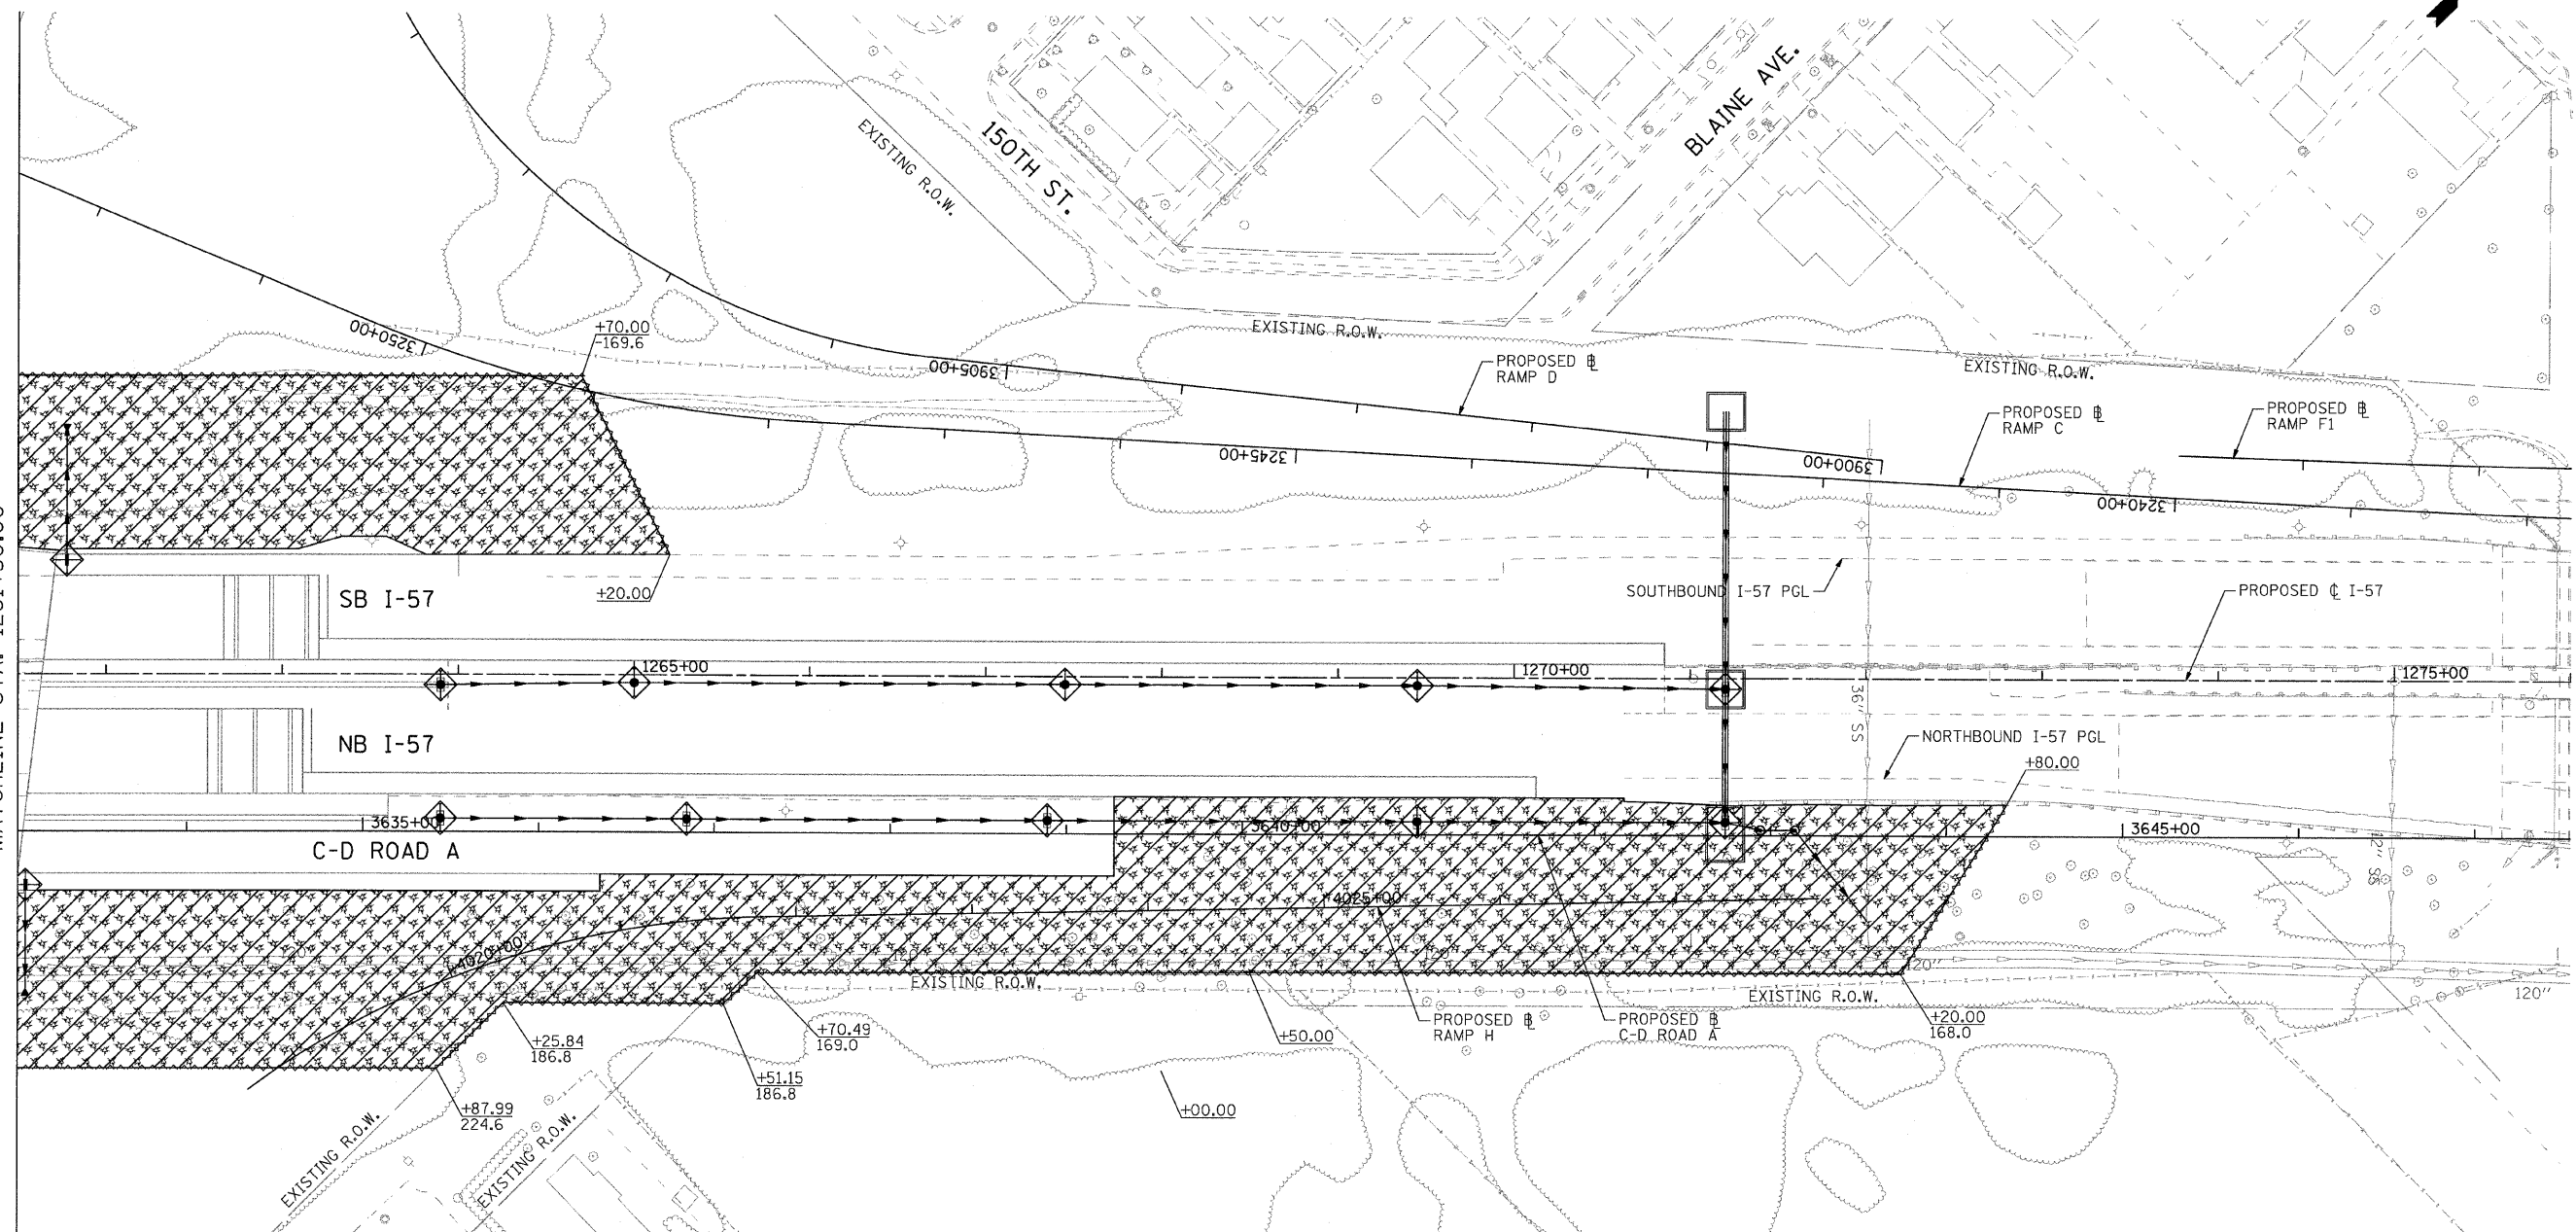 150TH ST.
BLAINE AVE.
EXISTING R.O.W.
EXISTING R.O.W.
EXISTING R.O.W.
3250+00
+70.00
-169.6
3905+00
PROPOSED B
RAMP D
PROPOSED B
RAMP C
PROPOSED B
RAMP F1
3245+00
3900+00
3240+00
SB I-57
+20.00
SOUTHBOUND I-57 PGL
PROPOSED CL I-57
1265+00
1270+00
1275+00
36" SS
NB I-57
NORTHBOUND I-57 PGL
+80.00
3635+00
3640+00
3645+00
C-D ROAD A
12" SS
4025+00
4020+00
120"
120"
EXISTING R.O.W.
EXISTING R.O.W.
+25.84
186.8
+70.49
169.0
+50.00
PROPOSED B
RAMP H
PROPOSED B
C-D ROAD A
+20.00
168.0
+51.15
186.8
+87.99
224.6
+00.00
EXISTING R.O.W.
EXISTING R.O.W.